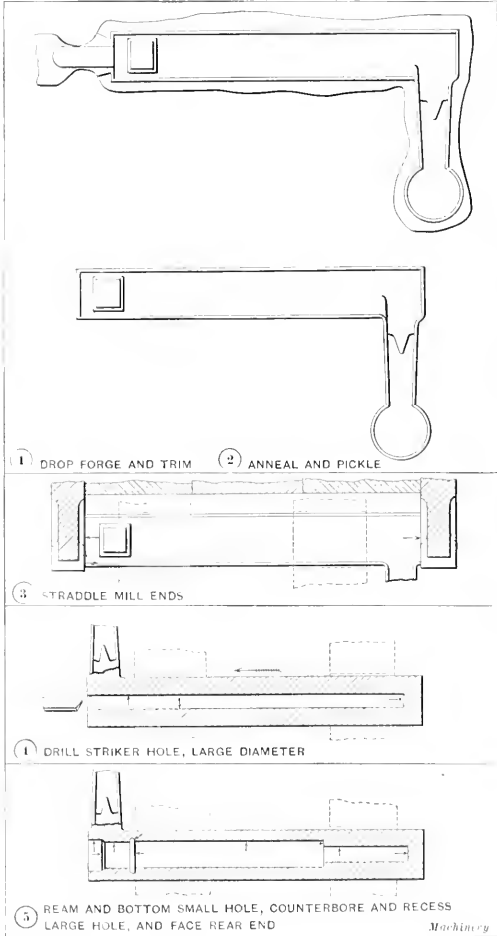 1 DROP FORGE AND TRIM 2 ANNEAL AND PICKLE
3 STRADDLE MILL ENDS
4 DRILL STRIKER HOLE, LARGE DIAMETER
5 REAM AND BOTTOM SMALL HOLE, COUNTERBORE AND RECESS
LARGE HOLE, AND FACE REAR END
Machinery